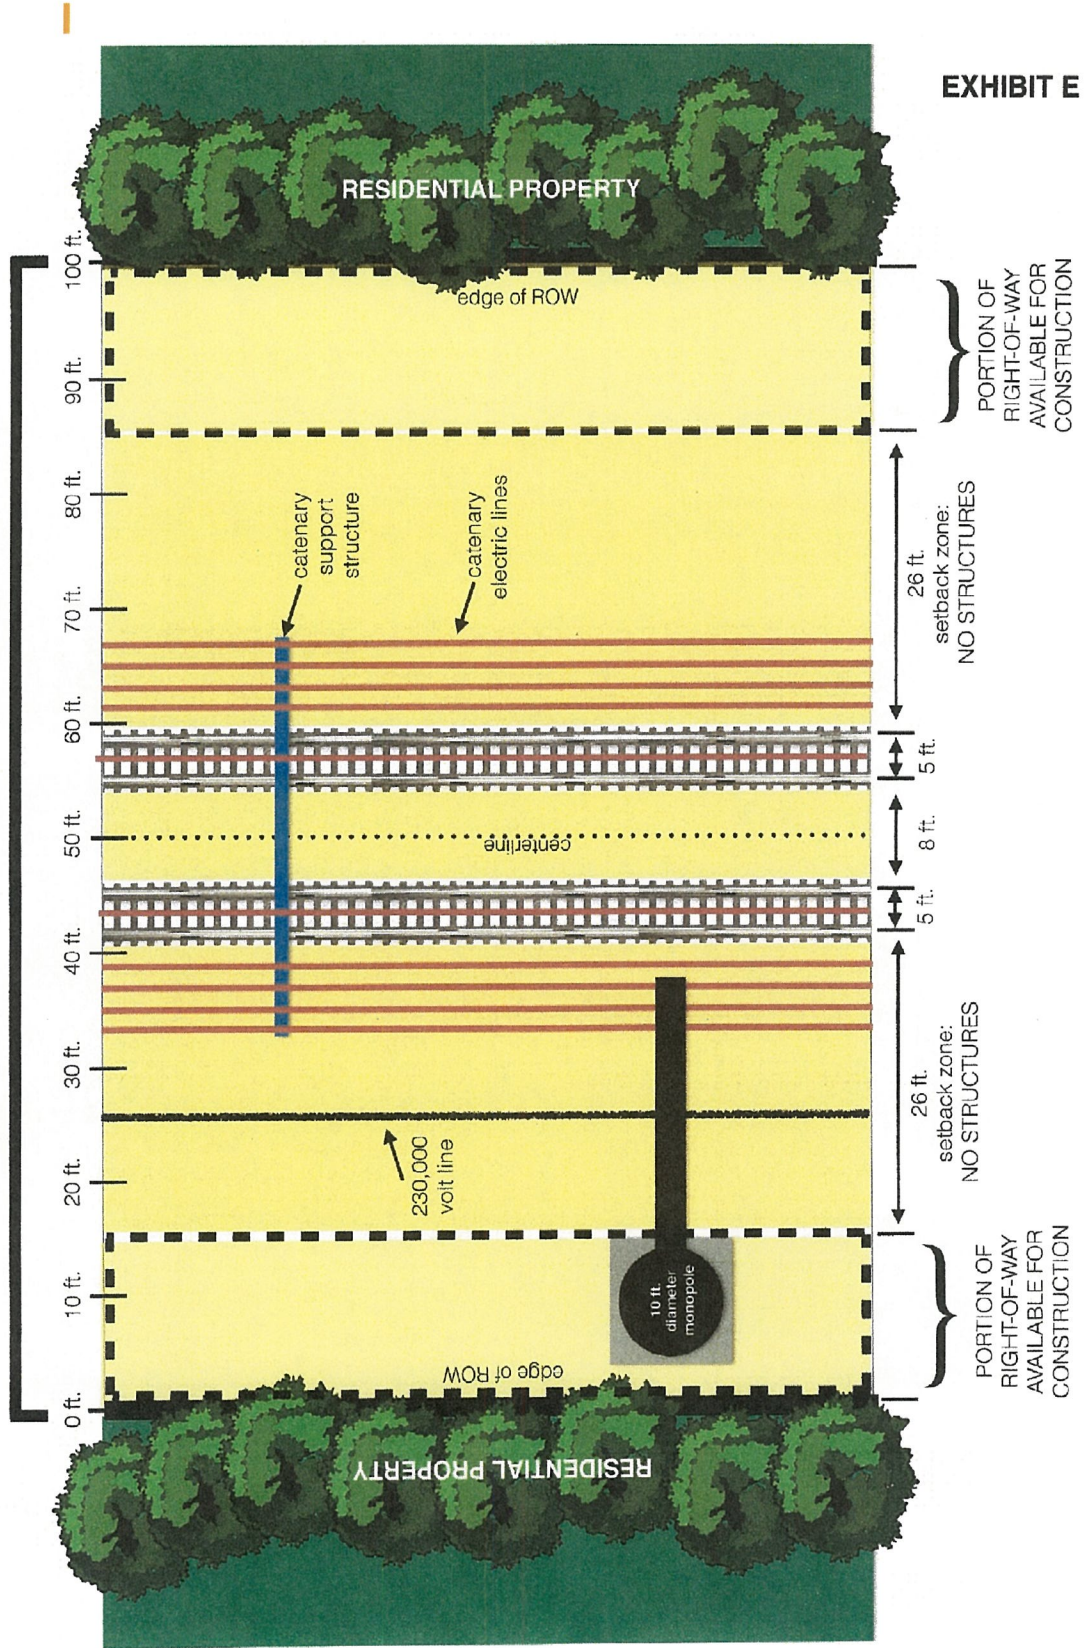 EXHIBIT E
RESIDENTIAL PROPERTY
100 ft.
90 ft.
80 ft.
70 ft.
60 ft.
50 ft.
40 ft.
30 ft.
20 ft.
10 ft.
0 ft.
edge of ROW
catenary
support
structure
catenary
electric lines
centerline
230,000
volt line
10 ft.
diameter
monopole
edge of ROW
RESIDENTIAL PROPERTY
PORTION OF
RIGHT-OF-WAY
AVAILABLE FOR
CONSTRUCTION
26 ft.
setback zone:
NO STRUCTURES
5 ft.
8 ft.
5 ft.
26 ft.
setback zone:
NO STRUCTURES
PORTION OF
RIGHT-OF-WAY
AVAILABLE FOR
CONSTRUCTION